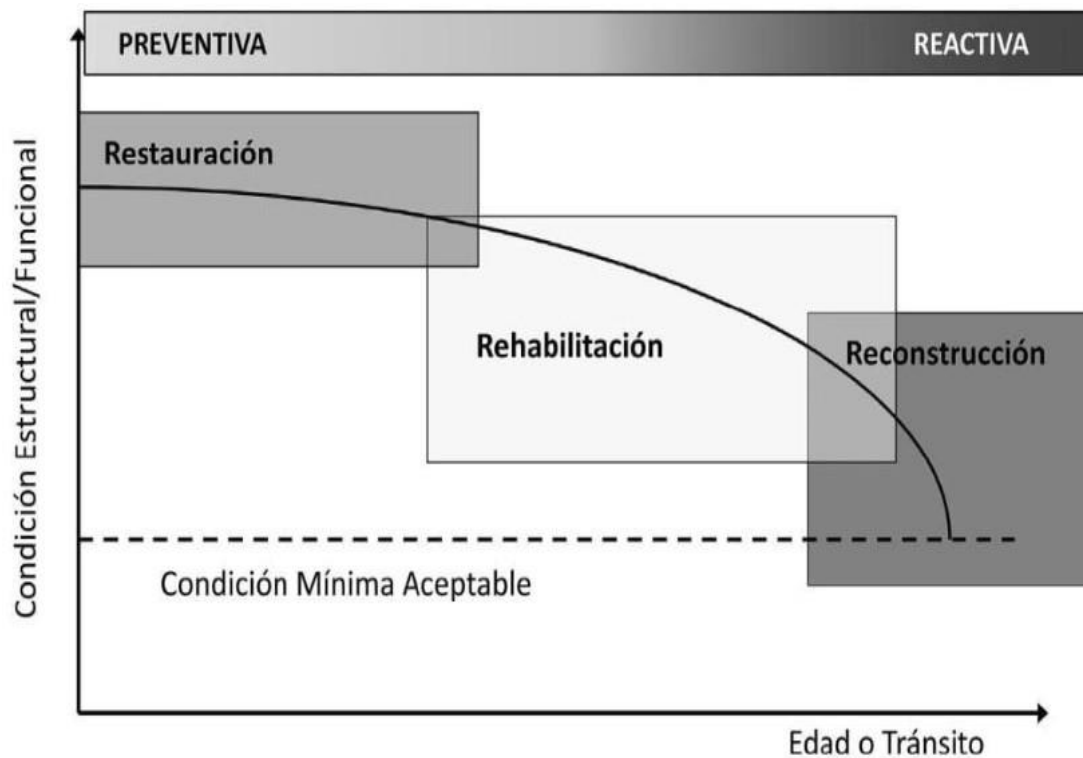 PREVENTIVA
REACTIVA
Condición Estructural/Funcional
Restauración
Rehabilitación
Reconstrucción
Condición Mínima Aceptable
Edad o Tránsito